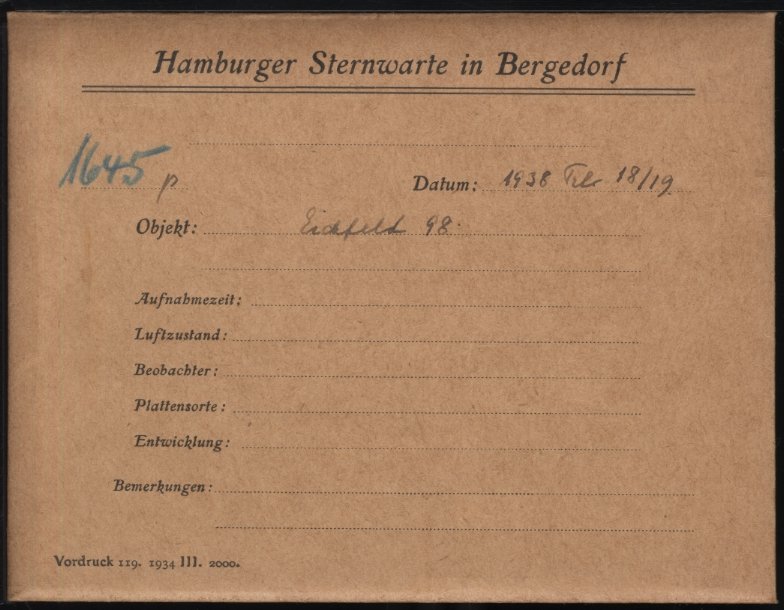 Hamburger Sternwarte in Bergedorf
1645 p
Datum: 1938 Febr 18/19
Objekt: Eichfeld 98.
Aufnahmezeit:
Luftzustand:
Beobachter:
Plattensorte:
Entwicklung:
Bemerkungen:
Vordruck 119. 1934 III. 2000.